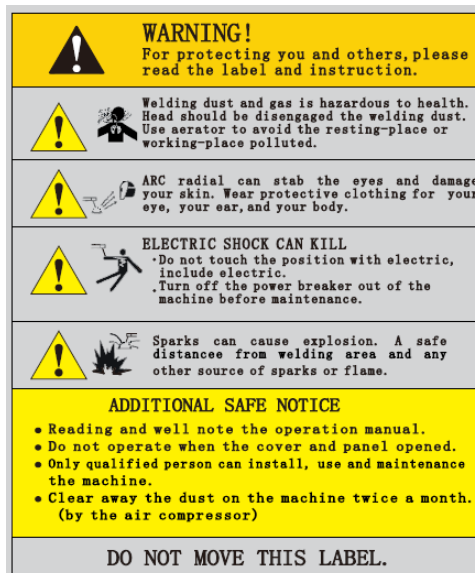 WARNING!
For protecting you and others, please
read the label and instruction.
Welding dust and gas is hazardous to health.
Head should be disengaged the welding dust.
Use aerator to avoid the resting-place or
working-place polluted.
ARC radial can stab the eyes and damage
your skin. Wear protective clothing for your
eye, your ear, and your body.
ELECTRIC SHOCK CAN KILL
·Do not touch the position with electric,
include electric.
.Turn off the power breaker out of the
machine before maintenance.
Sparks can cause explosion. A safe
distancee from welding area and any
other source of sparks or flame.
ADDITIONAL SAFE NOTICE
● Reading and well note the operation manual.
● Do not operate when the cover and panel opened.
● Only qualified person can install, use and maintenance
the machine.
● Clear away the dust on the machine twice a month.
(by the air compressor)
DO NOT MOVE THIS LABEL.